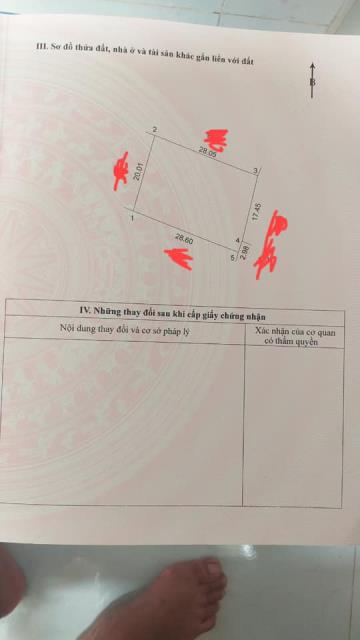 III. Sơ đồ thửa đất, nhà ở và tài sản khác gắn liền với đất
B
2
28.05
3
20.01
17.45
1
28.60
4
5
2.98
IV. Những thay đổi sau khi cấp giấy chứng nhận
Nội dung thay đổi và cơ sở pháp lý
Xác nhận của cơ quan
có thẩm quyền